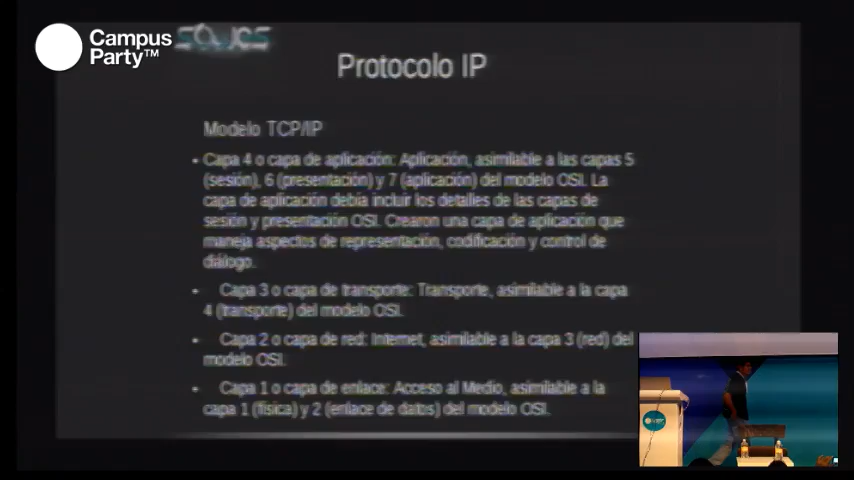 Campus
Party™
Protocolo IP
Modelo TCP/IP
- Capa 4 o capa de aplicación: Aplicación, asimilable a las capas 5
(sesión), 6 (presentación) y 7 (aplicación) del modelo OSI. La
capa de aplicación debía incluir los detalles de las capas de
sesión y presentación OSI. Crearon una capa de aplicación que
maneja aspectos de representación, codificación y control de
diálogo.
- Capa 3 o capa de transporte: Transporte, asimilable a la capa
4 (transporte) del modelo OSI.
- Capa 2 o capa de red: Internet, asimilable a la capa 3 (red) del
modelo OSI.
- Capa 1 o capa de enlace: Acceso al Medio, asimilable a la
capa 1 (física) y 2 (enlace de datos) del modelo OSI.